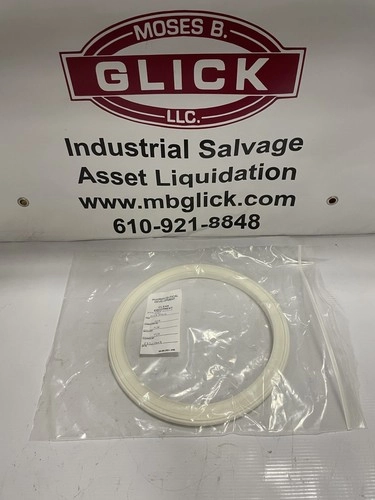 MOSES B.
GLICK
LLC.
Industrial Salvage
Asset Liquidation
www.mbglick.com
610-921-8848